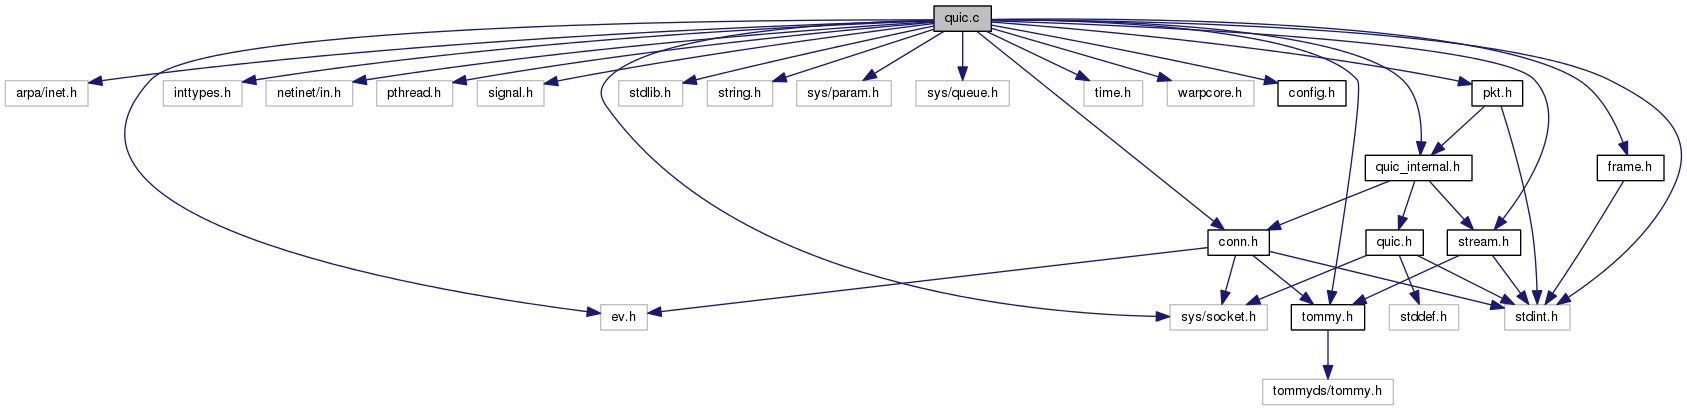 quic.c
arpa/inet.h
inttypes.h
netinet/in.h
pthread.h
signal.h
stdlib.h
string.h
sys/param.h
sys/queue.h
time.h
warpcore.h
config.h
pkt.h
quic_internal.h
frame.h
conn.h
quic.h
stream.h
ev.h
sys/socket.h
tommy.h
stddef.h
stdint.h
tommyds/tommy.h